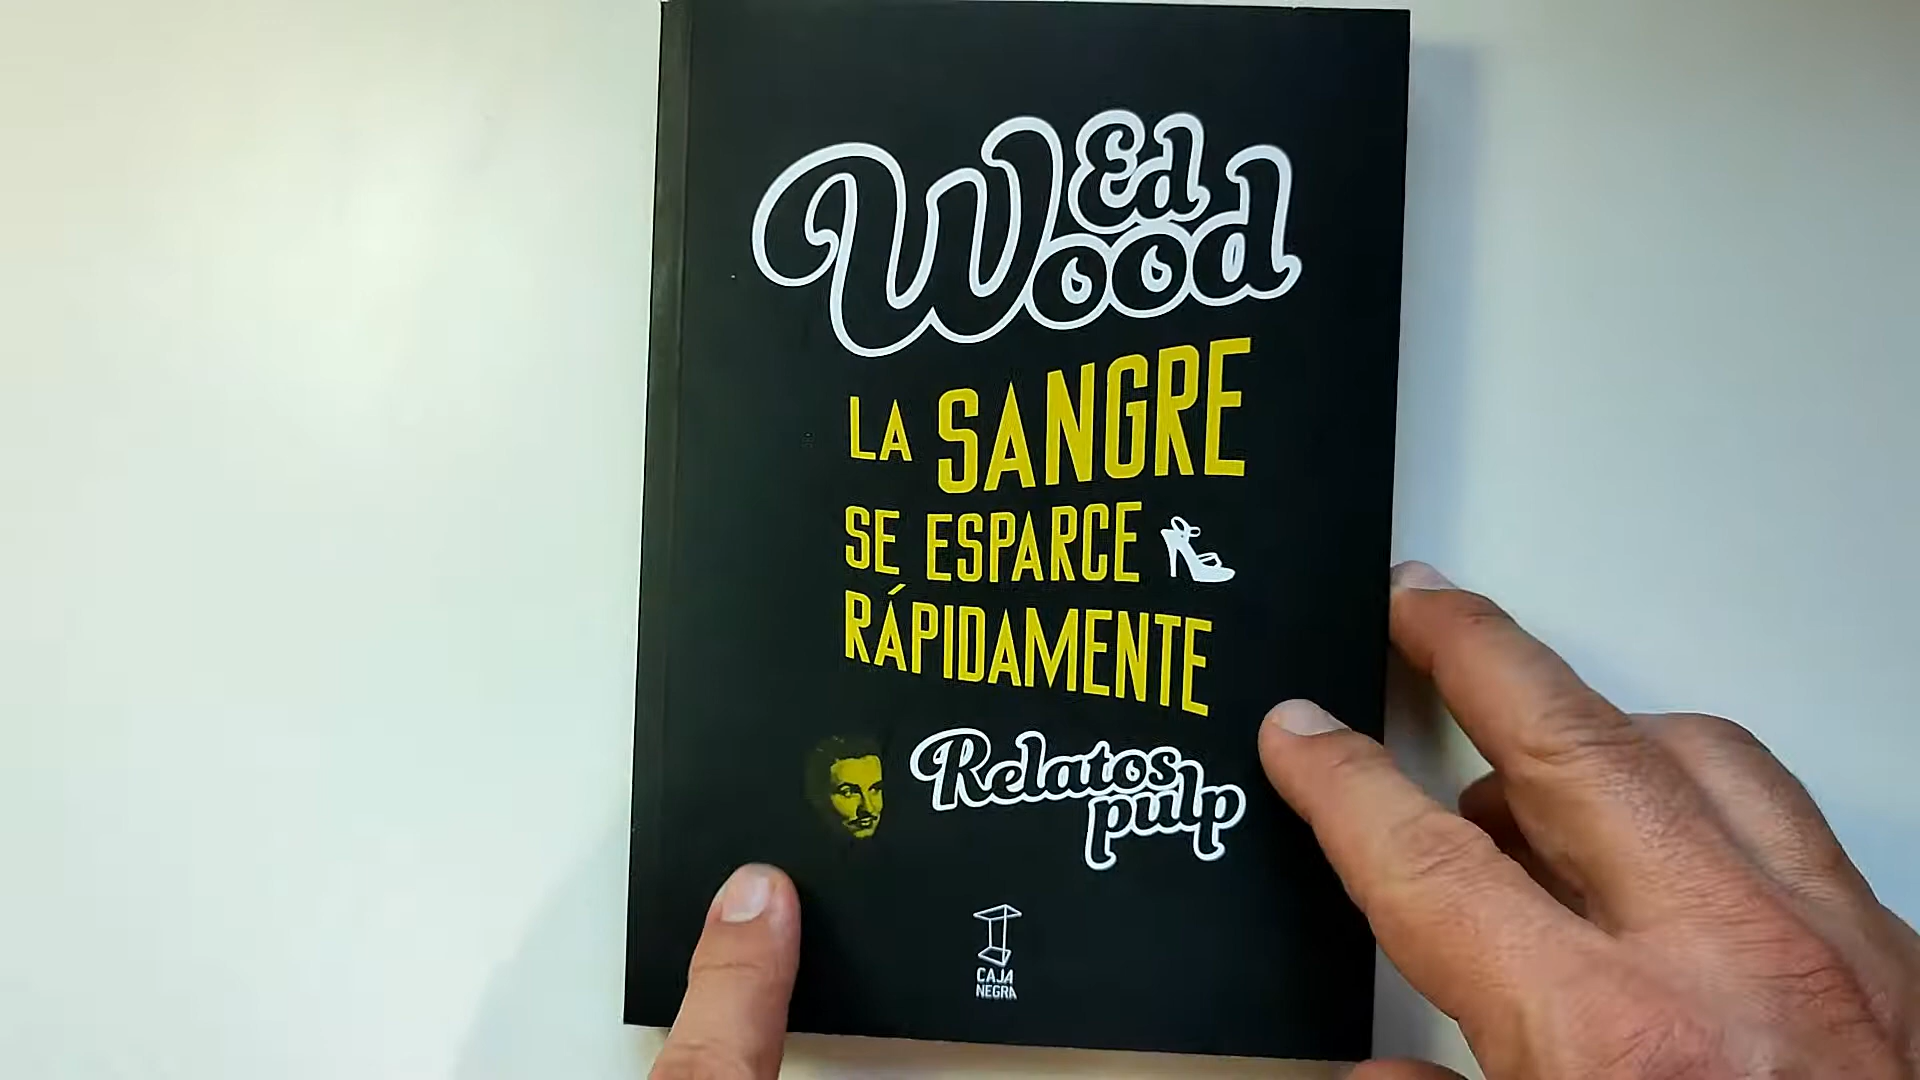 Ed
Wood
LA SANGRE
SE ESPARCE
RÁPIDAMENTE
Relatos
pulp
CAJA
NEGRA